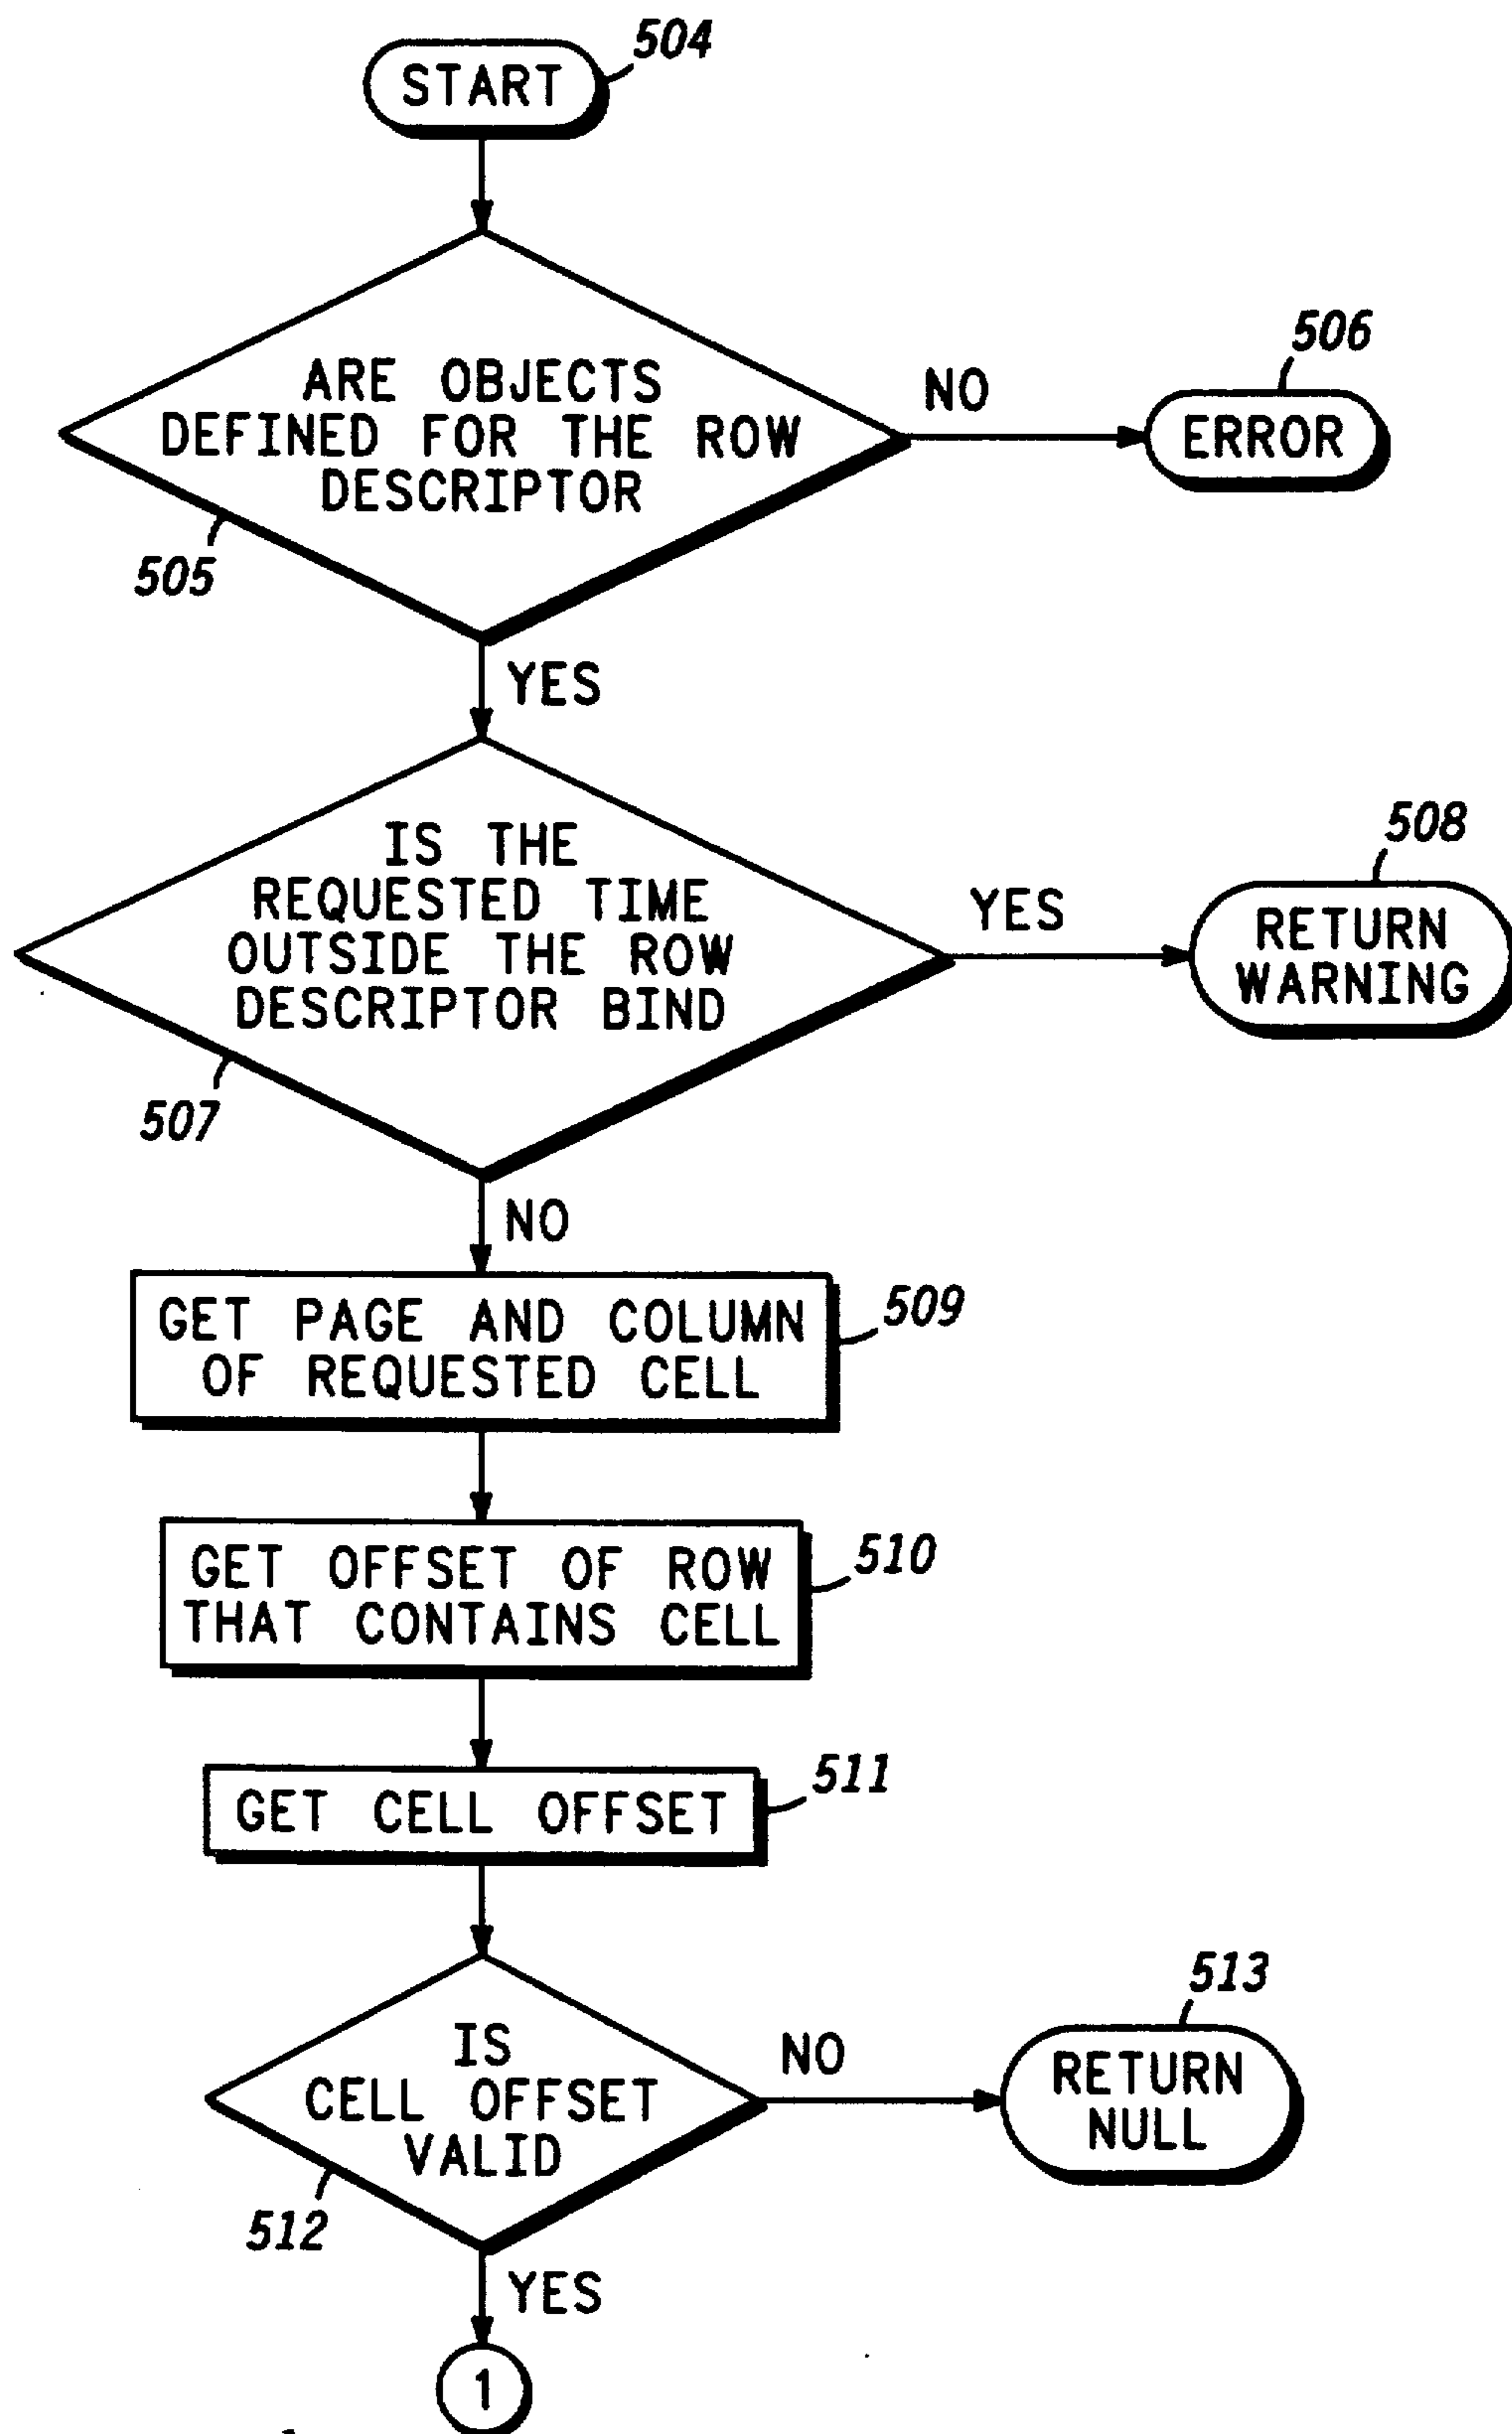 504
START
ARE OBJECTS
DEFINED FOR THE ROW
DESCRIPTOR
505
NO
506
ERROR
YES
IS THE
REQUESTED TIME
OUTSIDE THE ROW
DESCRIPTOR BIND
507
YES
508
RETURN
WARNING
NO
GET PAGE AND COLUMN
OF REQUESTED CELL
509
GET OFFSET OF ROW
THAT CONTAINS CELL
510
GET CELL OFFSET
511
IS
CELL OFFSET
VALID
512
NO
513
RETURN
NULL
YES
1